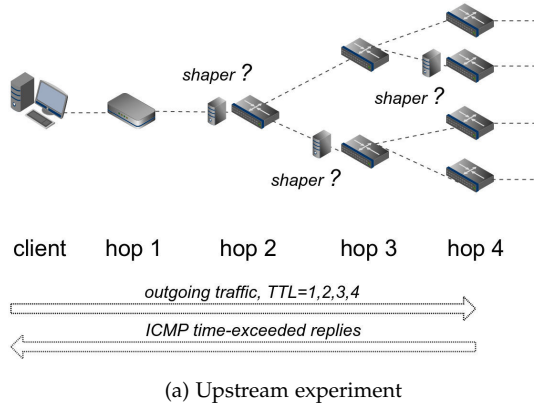 shaper ?
shaper ?
shaper ?
client hop 1 hop 2 hop 3 hop 4
outgoing traffic, TTL=1,2,3,4
ICMP time-exceeded replies
(a) Upstream experiment